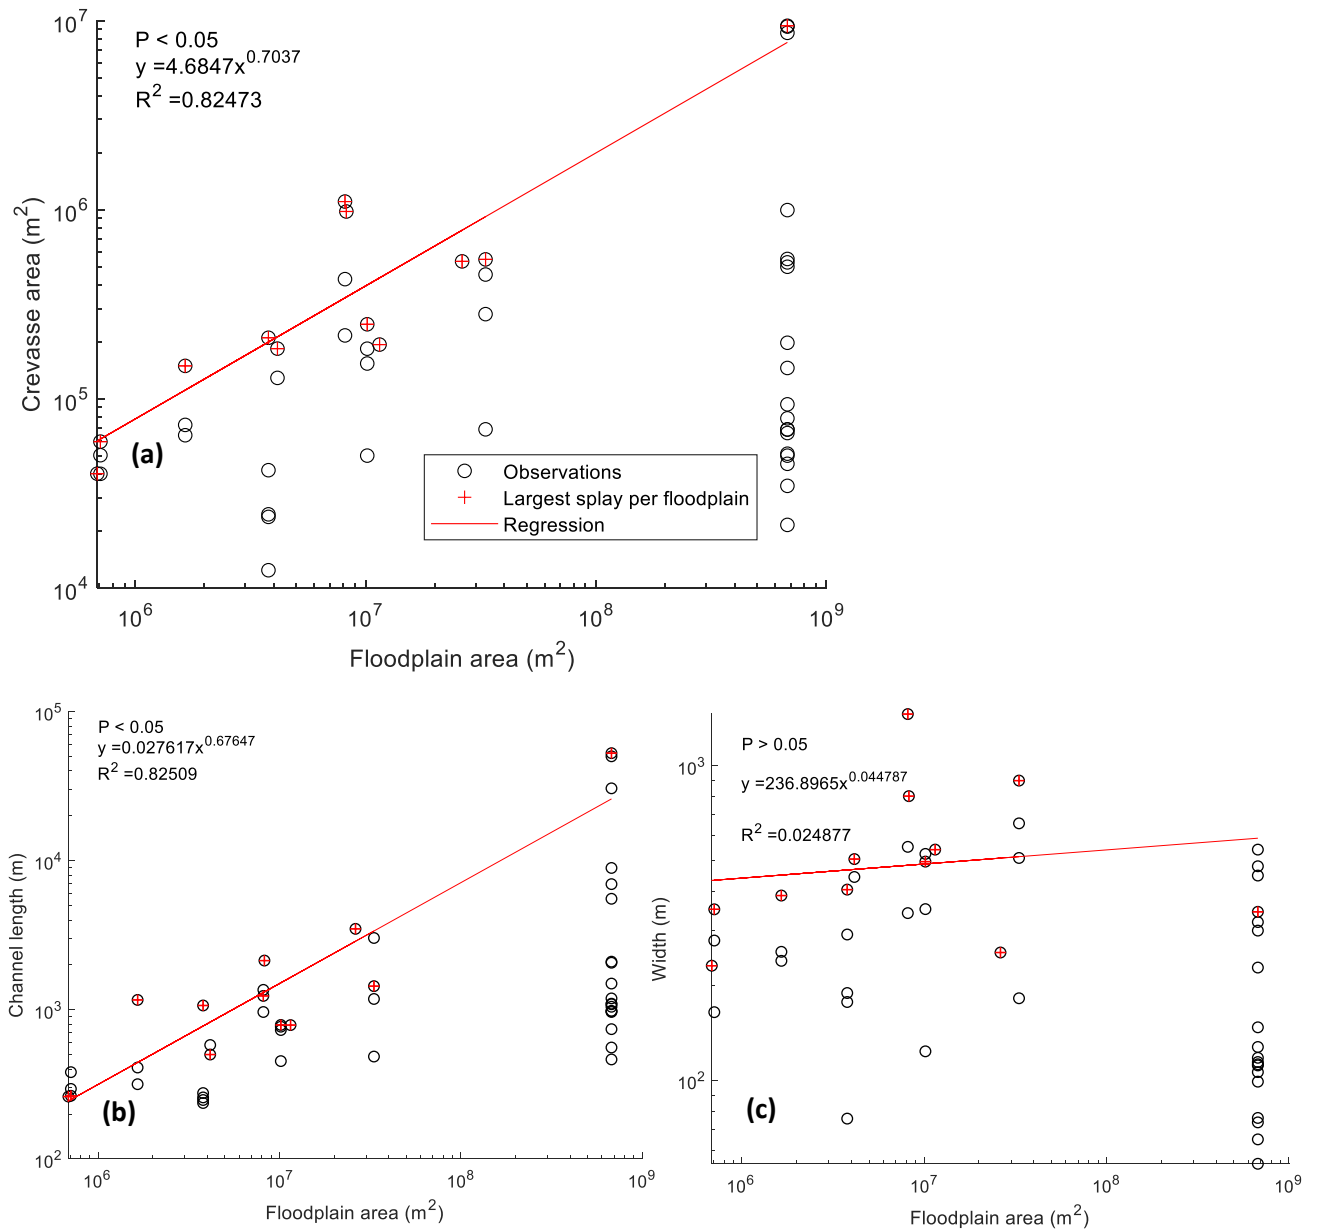 10^7
P < 0.05
y =4.6847x^0.7037
R^2 =0.82473
10^6
Crevasse area (m^2)
10^5
(a)
Observations
Largest splay per floodplain
Regression
10^4
10^6 10^7 10^8 10^9
Floodplain area (m^2)
10^5
P < 0.05
y =0.027617x^0.67647
R^2 =0.82509
10^4
Channel length (m)
10^3
(b)
10^2
10^6 10^7 10^8 10^9
Floodplain area (m^2)
P > 0.05
10^3
y =236.8965x^0.044787
R^2 =0.024877
Width (m)
10^2
(c)
10^6 10^7 10^8 10^9
Floodplain area (m^2)